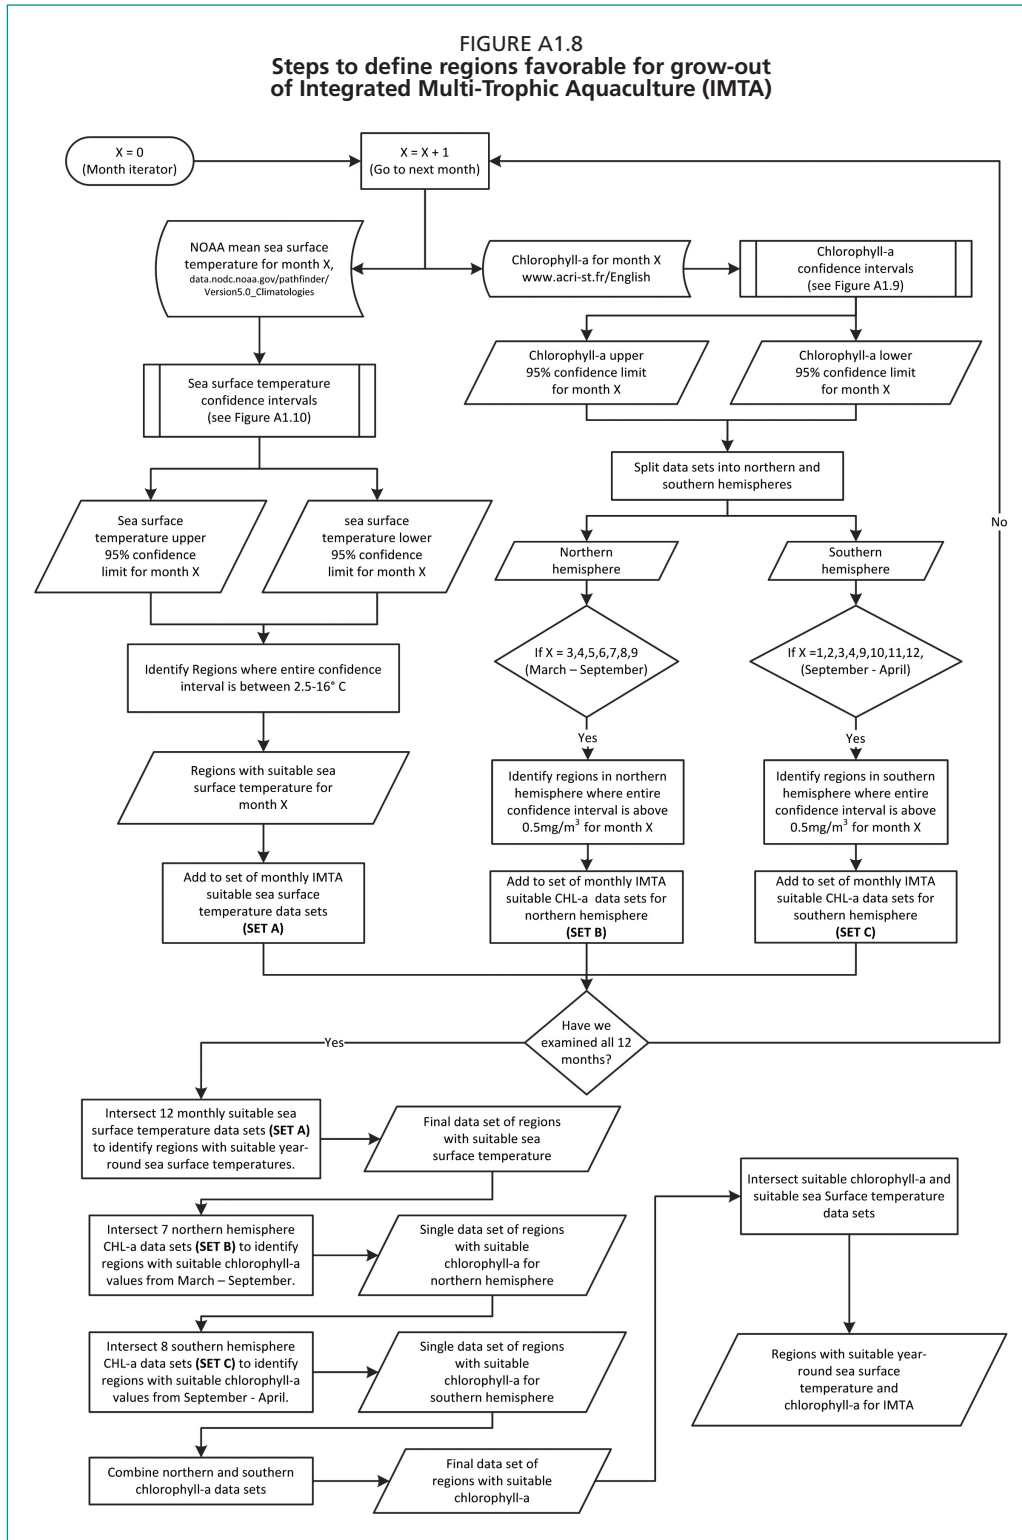 FIGURE A1.8
Steps to define regions favorable for grow-out
of Integrated Multi-Trophic Aquaculture (IMTA)
X = 0
(Month iterator)
X = X + 1
(Go to next month)
NOAA mean sea surface
temperature for month X,
data.nodc.noaa.gov/pathfinder/
Version5.0_Climatologies
Chlorophyll-a for month X
www.acri-st.fr/English
Chlorophyll-a
confidence intervals
(see Figure A1.9)
Sea surface temperature
confidence intervals
(see Figure A1.10)
Chlorophyll-a upper
95% confidence limit
for month X
Chlorophyll-a lower
95% confidence limit
for month X
Split data sets into northern and
southern hemispheres
Sea surface
temperature upper
95% confidence
limit for month X
sea surface
temperature lower
95% confidence
limit for month X
No
Northern
hemisphere
Southern
hemisphere
Identify Regions where entire confidence
interval is between 2.5-16° C
If X = 3,4,5,6,7,8,9
(March – September)
If X =1,2,3,4,9,10,11,12,
(September - April)
Yes
Yes
Regions with suitable sea
surface temperature for
month X
Identify regions in northern
hemisphere where entire
confidence interval is above
0.5mg/m³ for month X
Identify regions in southern
hemisphere where entire
confidence interval is above
0.5mg/m³ for month X
Add to set of monthly IMTA
suitable sea surface
temperature data sets
(SET A)
Add to set of monthly IMTA
suitable CHL-a data sets for
northern hemisphere
(SET B)
Add to set of monthly IMTA
suitable CHL-a data sets for
southern hemisphere
(SET C)
Have we
examined all 12
months?
Yes
Intersect 12 monthly suitable sea
surface temperature data sets (SET A)
to identify regions with suitable year-
round sea surface temperatures.
Final data set of regions
with suitable sea
surface temperature
Intersect 7 northern hemisphere
CHL-a data sets (SET B) to identify
regions with suitable chlorophyll-a
values from March – September.
Single data set of regions
with suitable
chlorophyll-a for
northern hemisphere
Intersect suitable chlorophyll-a and
suitable sea Surface temperature
data sets
Intersect 8 southern hemisphere
CHL-a data sets (SET C) to identify
regions with suitable chlorophyll-a
values from September - April.
Single data set of regions
with suitable
chlorophyll-a for
southern hemisphere
Regions with suitable year-
round sea surface
temperature and
chlorophyll-a for IMTA
Combine northern and southern
chlorophyll-a data sets
Final data set of
regions with suitable
chlorophyll-a